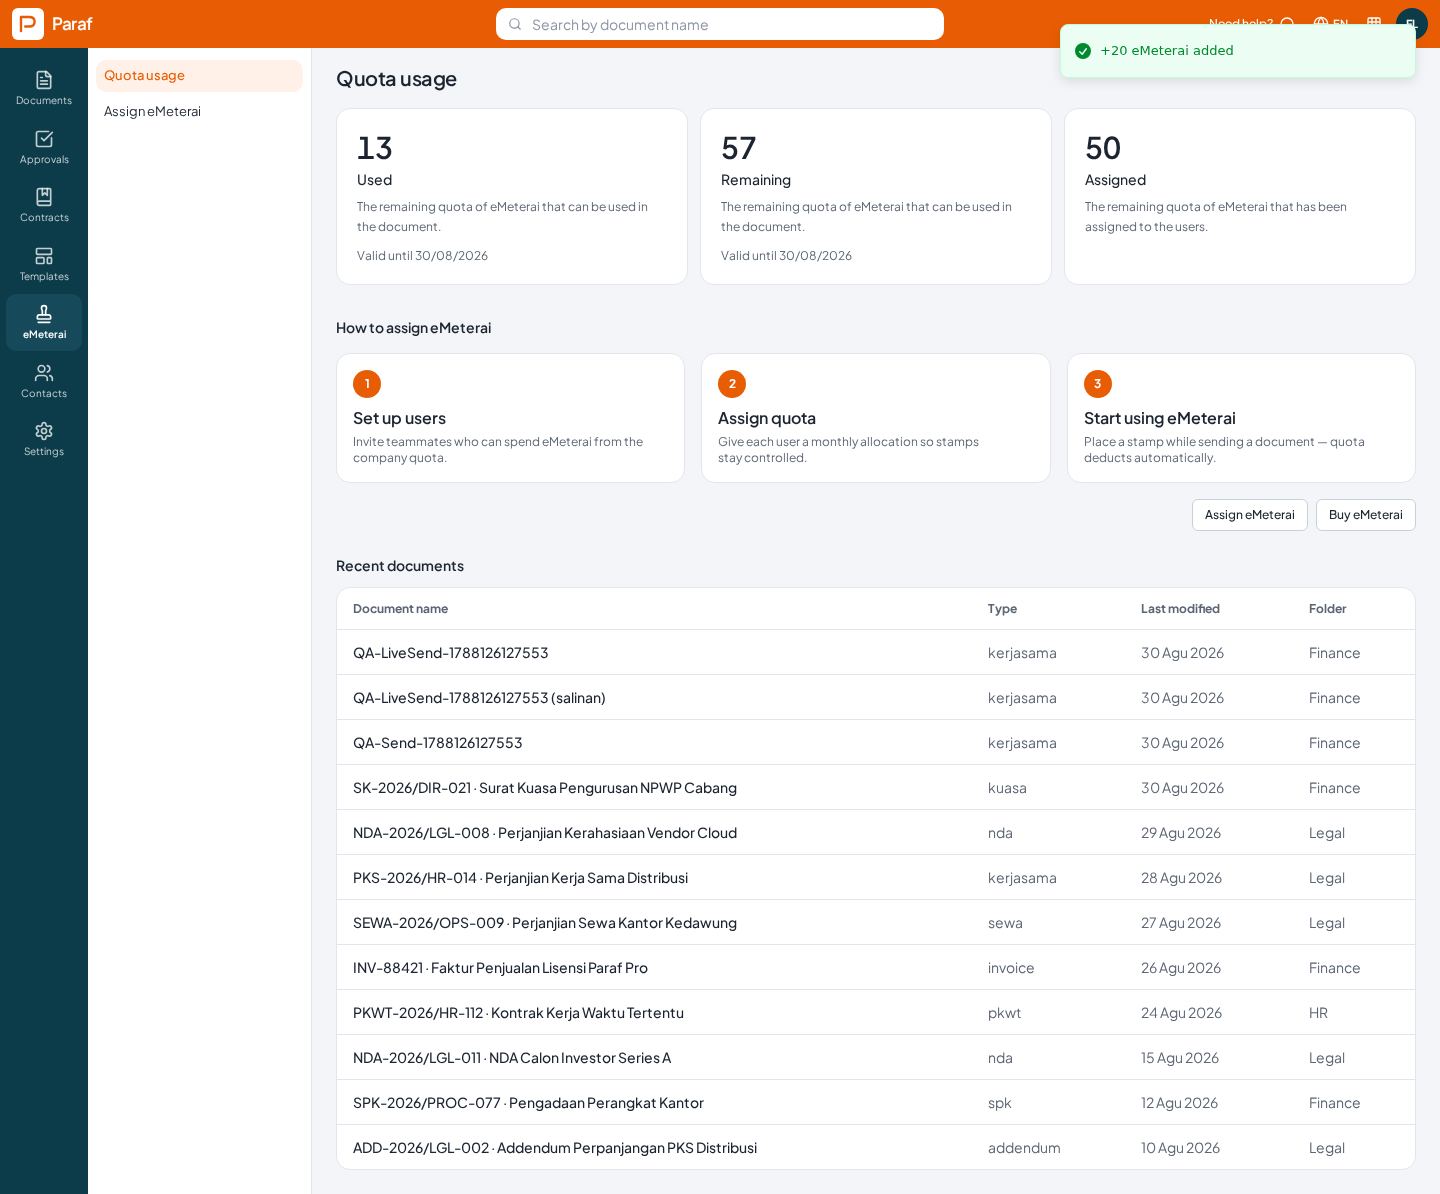 Paraf
Search by document name
Need help?
EN
+20 eMeterai added
Documents
Approvals
Contracts
Templates
eMeterai
Contacts
Settings
Quota usage
Assign eMeterai
Quota usage
13
Used
The remaining quota of eMeterai that can be used in
the document.
Valid until 30/08/2026
57
Remaining
The remaining quota of eMeterai that can be used in
the document.
Valid until 30/08/2026
50
Assigned
The remaining quota of eMeterai that has been
assigned to the users.
How to assign eMeterai
1
Set up users
Invite teammates who can spend eMeterai from the
company quota.
2
Assign quota
Give each user a monthly allocation so stamps
stay controlled.
3
Start using eMeterai
Place a stamp while sending a document — quota
deducts automatically.
Assign eMeterai Buy eMeterai
Recent documents
Document name Type Last modified Folder
QA-LiveSend-1788126127553 kerjasama 30 Agu 2026 Finance
QA-LiveSend-1788126127553 (salinan) kerjasama 30 Agu 2026 Finance
QA-Send-1788126127553 kerjasama 30 Agu 2026 Finance
SK-2026/DIR-021 · Surat Kuasa Pengurusan NPWP Cabang kuasa 30 Agu 2026 Finance
NDA-2026/LGL-008 · Perjanjian Kerahasiaan Vendor Cloud nda 29 Agu 2026 Legal
PKS-2026/HR-014 · Perjanjian Kerja Sama Distribusi kerjasama 28 Agu 2026 Legal
SEWA-2026/OPS-009 · Perjanjian Sewa Kantor Kedawung sewa 27 Agu 2026 Legal
INV-88421 · Faktur Penjualan Lisensi Paraf Pro invoice 26 Agu 2026 Finance
PKWT-2026/HR-112 · Kontrak Kerja Waktu Tertentu pkwt 24 Agu 2026 HR
NDA-2026/LGL-011 · NDA Calon Investor Series A nda 15 Agu 2026 Legal
SPK-2026/PROC-077 · Pengadaan Perangkat Kantor spk 12 Agu 2026 Finance
ADD-2026/LGL-002 · Addendum Perpanjangan PKS Distribusi addendum 10 Agu 2026 Legal